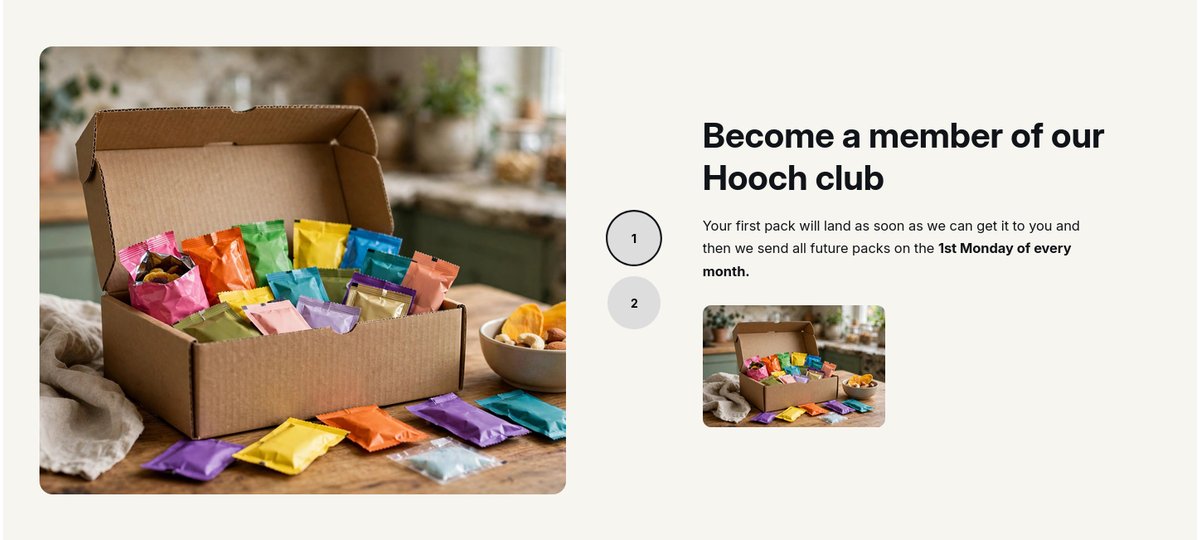 1
2
Become a member of our
Hooch club
Your first pack will land as soon as we can get it to you and
then we send all future packs on the 1st Monday of every
month.